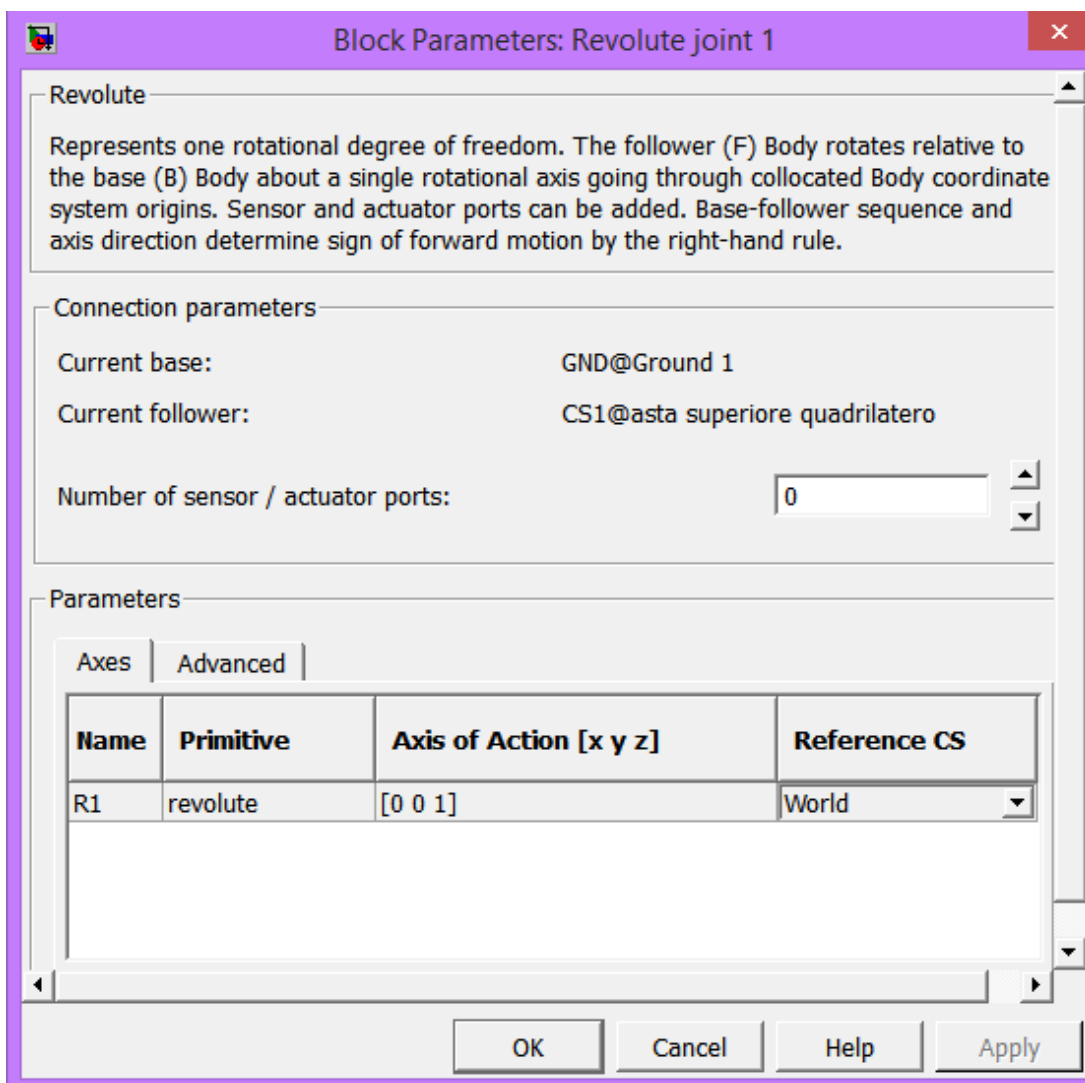 Block Parameters: Revolute joint 1
Revolute
Represents one rotational degree of freedom. The follower (F) Body rotates relative to
the base (B) Body about a single rotational axis going through collocated Body coordinate
system origins. Sensor and actuator ports can be added. Base-follower sequence and
axis direction determine sign of forward motion by the right-hand rule.
Connection parameters
Current base: GND@Ground 1
Current follower: CS1@asta superiore quadrilatero
Number of sensor / actuator ports: 0
Parameters
Axes Advanced
Name Primitive Axis of Action [x y z] Reference CS
R1 revolute [0 0 1] World
OK Cancel Help Apply